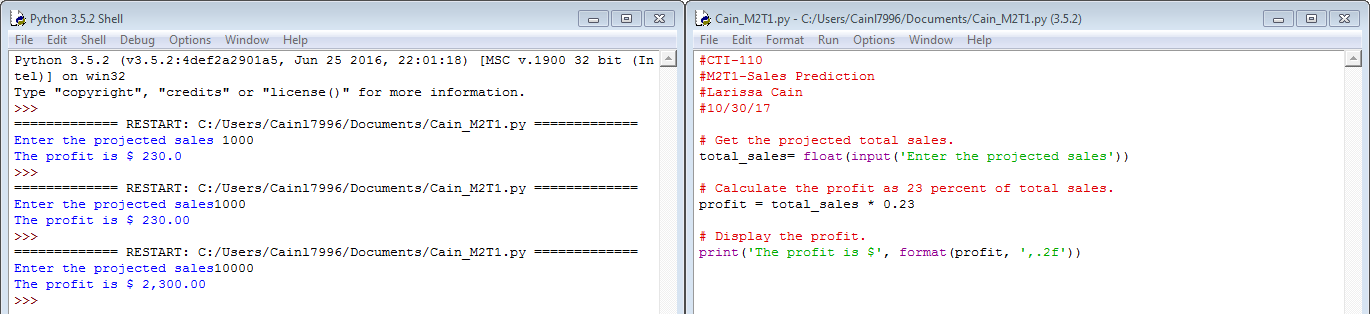 Python 3.5.2 Shell
File Edit Shell Debug Options Window Help
Python 3.5.2 (v3.5.2:4def2a2901a5, Jun 25 2016, 22:01:18) [MSC v.1900 32 bit (In
tel)] on win32
Type "copyright", "credits" or "license()" for more information.
>>>
============= RESTART: C:/Users/Cainl7996/Documents/Cain_M2T1.py =============
Enter the projected sales 1000
The profit is $ 230.0
>>>
============= RESTART: C:/Users/Cainl7996/Documents/Cain_M2T1.py =============
Enter the projected sales1000
The profit is $ 230.00
>>>
============= RESTART: C:/Users/Cainl7996/Documents/Cain_M2T1.py =============
Enter the projected sales10000
The profit is $ 2,300.00
>>>
Cain_M2T1.py - C:/Users/Cainl7996/Documents/Cain_M2T1.py (3.5.2)
File Edit Format Run Options Window Help
#CTI-110
#M2T1-Sales Prediction
#Larissa Cain
#10/30/17
# Get the projected total sales.
total_sales= float(input('Enter the projected sales'))
# Calculate the profit as 23 percent of total sales.
profit = total_sales * 0.23
# Display the profit.
print('The profit is $', format(profit, ',.2f'))